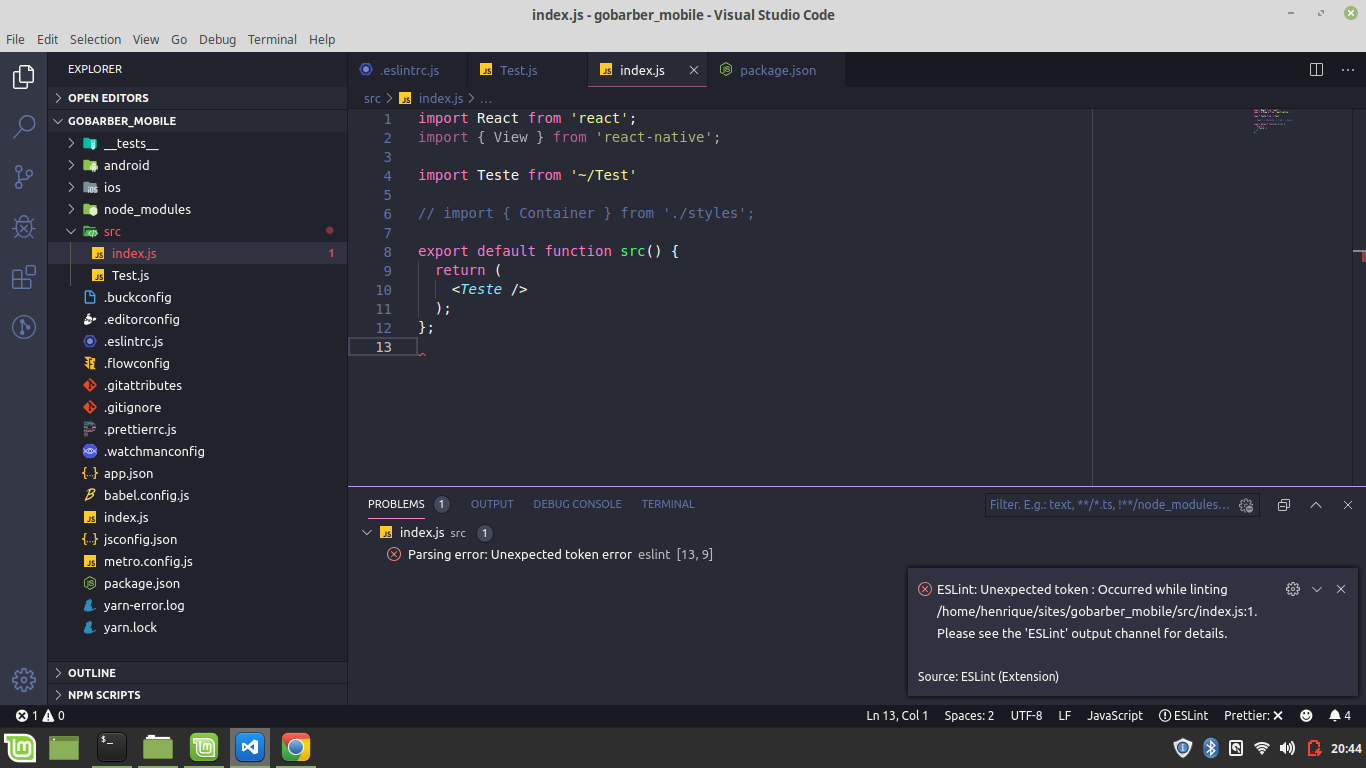 index.js - gobarber_mobile - Visual Studio Code
File Edit Selection View Go Debug Terminal Help
EXPLORER
OPEN EDITORS
GOBARBER_MOBILE
__tests__
android
ios
node_modules
src
index.js 1
Test.js
.buckconfig
.editorconfig
.eslintrc.js
.flowconfig
.gitattributes
.gitignore
.prettierrc.js
.watchmanconfig
app.json
babel.config.js
index.js
jsconfig.json
metro.config.js
package.json
yarn-error.log
yarn.lock
OUTLINE
NPM SCRIPTS
.eslintrc.js Test.js index.js package.json
src > index.js > ...
1 import React from 'react';
2 import { View } from 'react-native';
3
4 import Teste from '~/Test'
5
6 // import { Container } from './styles';
7
8 export default function src() {
9 return (
10 <Teste />
11 );
12 };
13
PROBLEMS 1 OUTPUT DEBUG CONSOLE TERMINAL
Filter. E.g.: text, **/*.ts, !**/node_modules...
index.js src 1
Parsing error: Unexpected token error eslint [13, 9]
ESLint: Unexpected token : Occurred while linting
/home/henrique/sites/gobarber_mobile/src/index.js:1.
Please see the 'ESLint' output channel for details.
Source: ESLint (Extension)
1 0 Ln 13, Col 1 Spaces: 2 UTF-8 LF JavaScript ESLint Prettier: ✕ 4
20:44